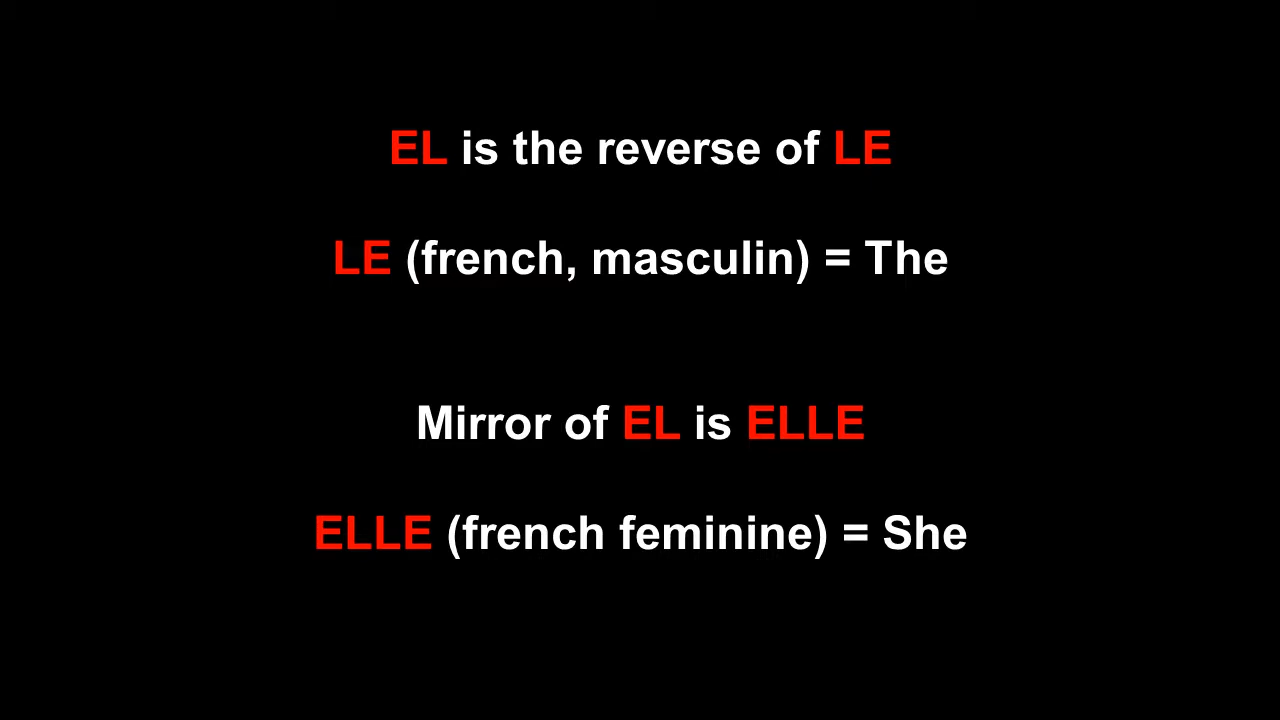 EL is the reverse of LE
LE (french, masculin) = The
Mirror of EL is ELLE
ELLE (french feminine) = She